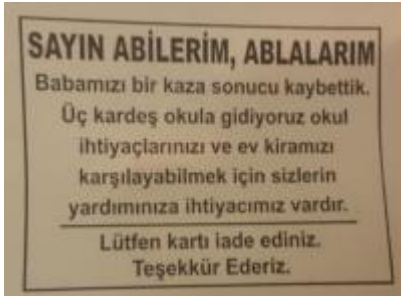 SAYIN ABİLERİM, ABLALARIM
Babamızı bir kaza sonucu kaybettik.
Üç kardeş okula gidiyoruz okul
ihtiyaçlarınızı ve ev kiramızı
karşılayabilmek için sizlerin
yardımınıza ihtiyacımız vardır.
Lütfen kartı iade ediniz.
Teşekkür Ederiz.